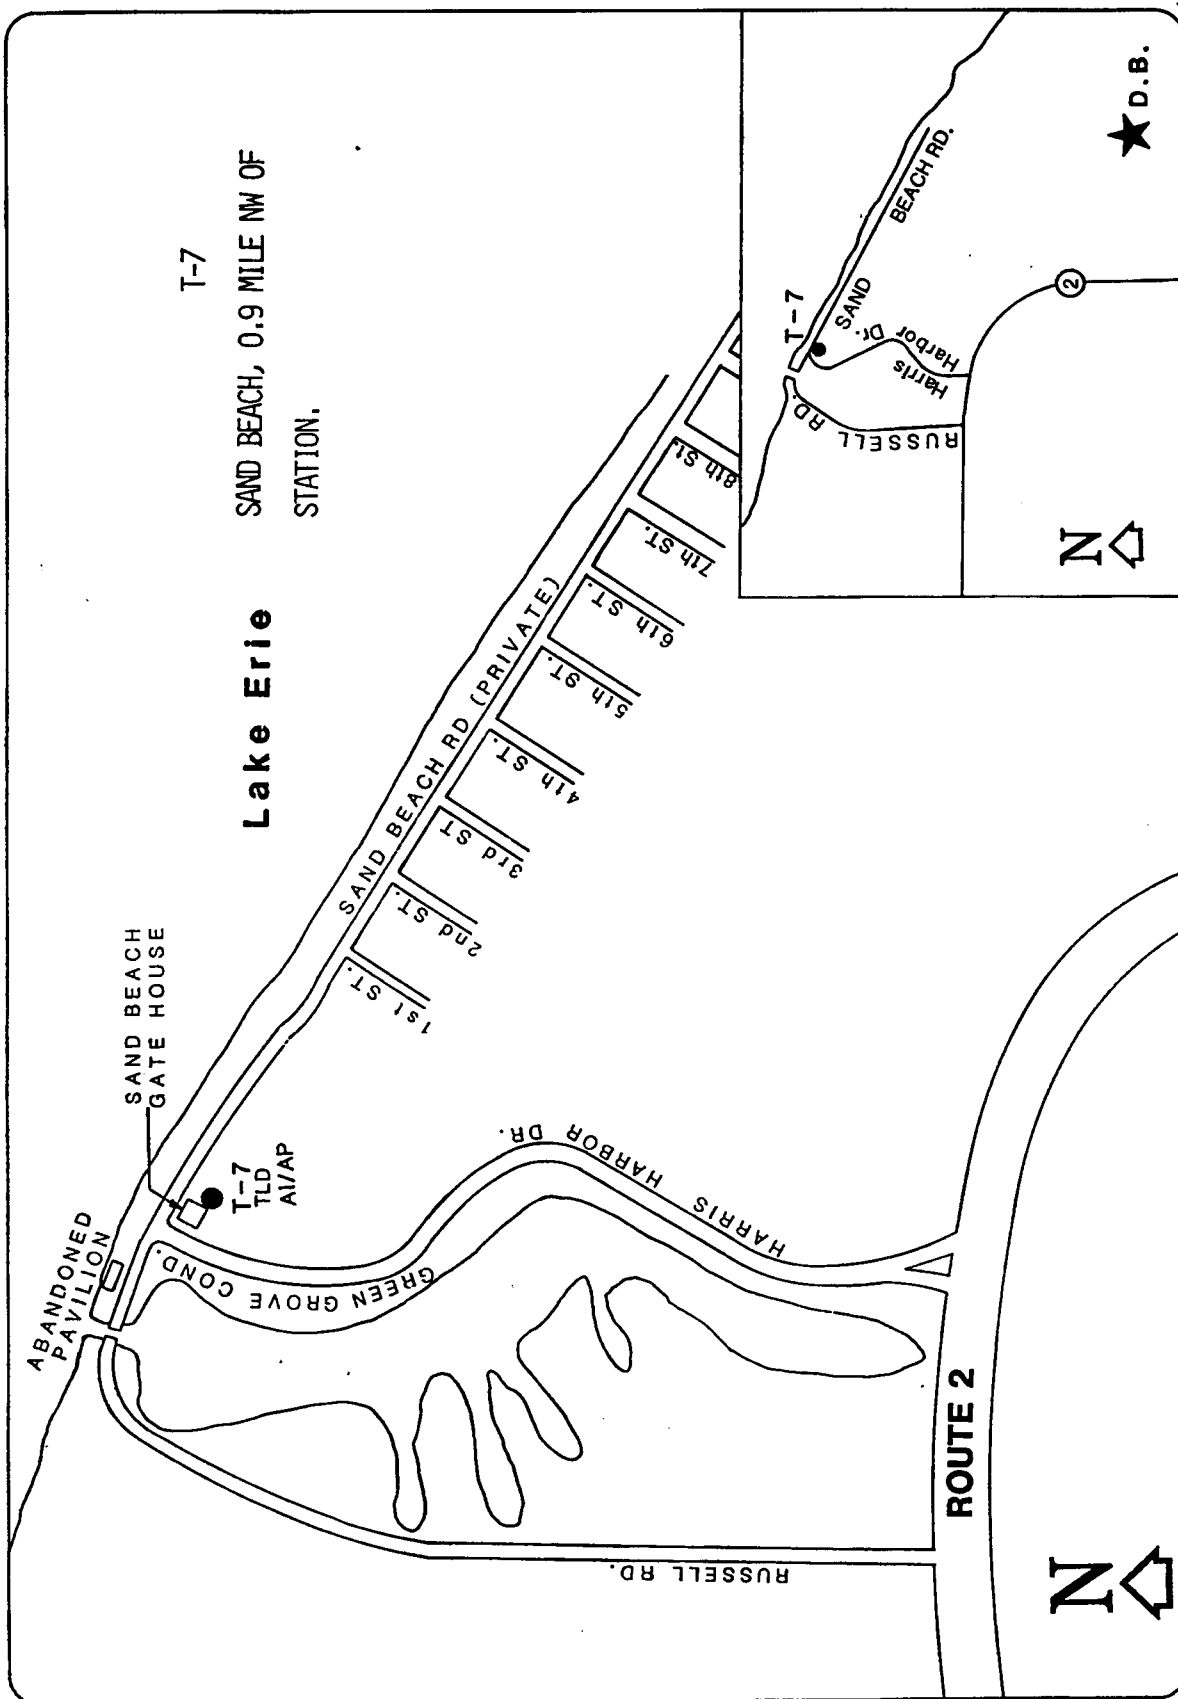 T-7
SAND BEACH, 0.9 MILE NW OF
STATION.
Lake Erie
SAND BEACH
GATE HOUSE
ABANDONED
PAVILION
T-7
TLD
AI/AP
SAND BEACH RD (PRIVATE)
1st ST.
2nd ST.
3rd ST
4th ST.
5th ST.
6th ST.
7th ST.
8th St.
GREEN GROVE COND.
HARRIS HARBOR DR.
RUSSELL RD.
ROUTE 2
N
T-7
SAND BEACH RD.
Harris Harbor Dr.
RUSSELL RD.
2
D.B.
N